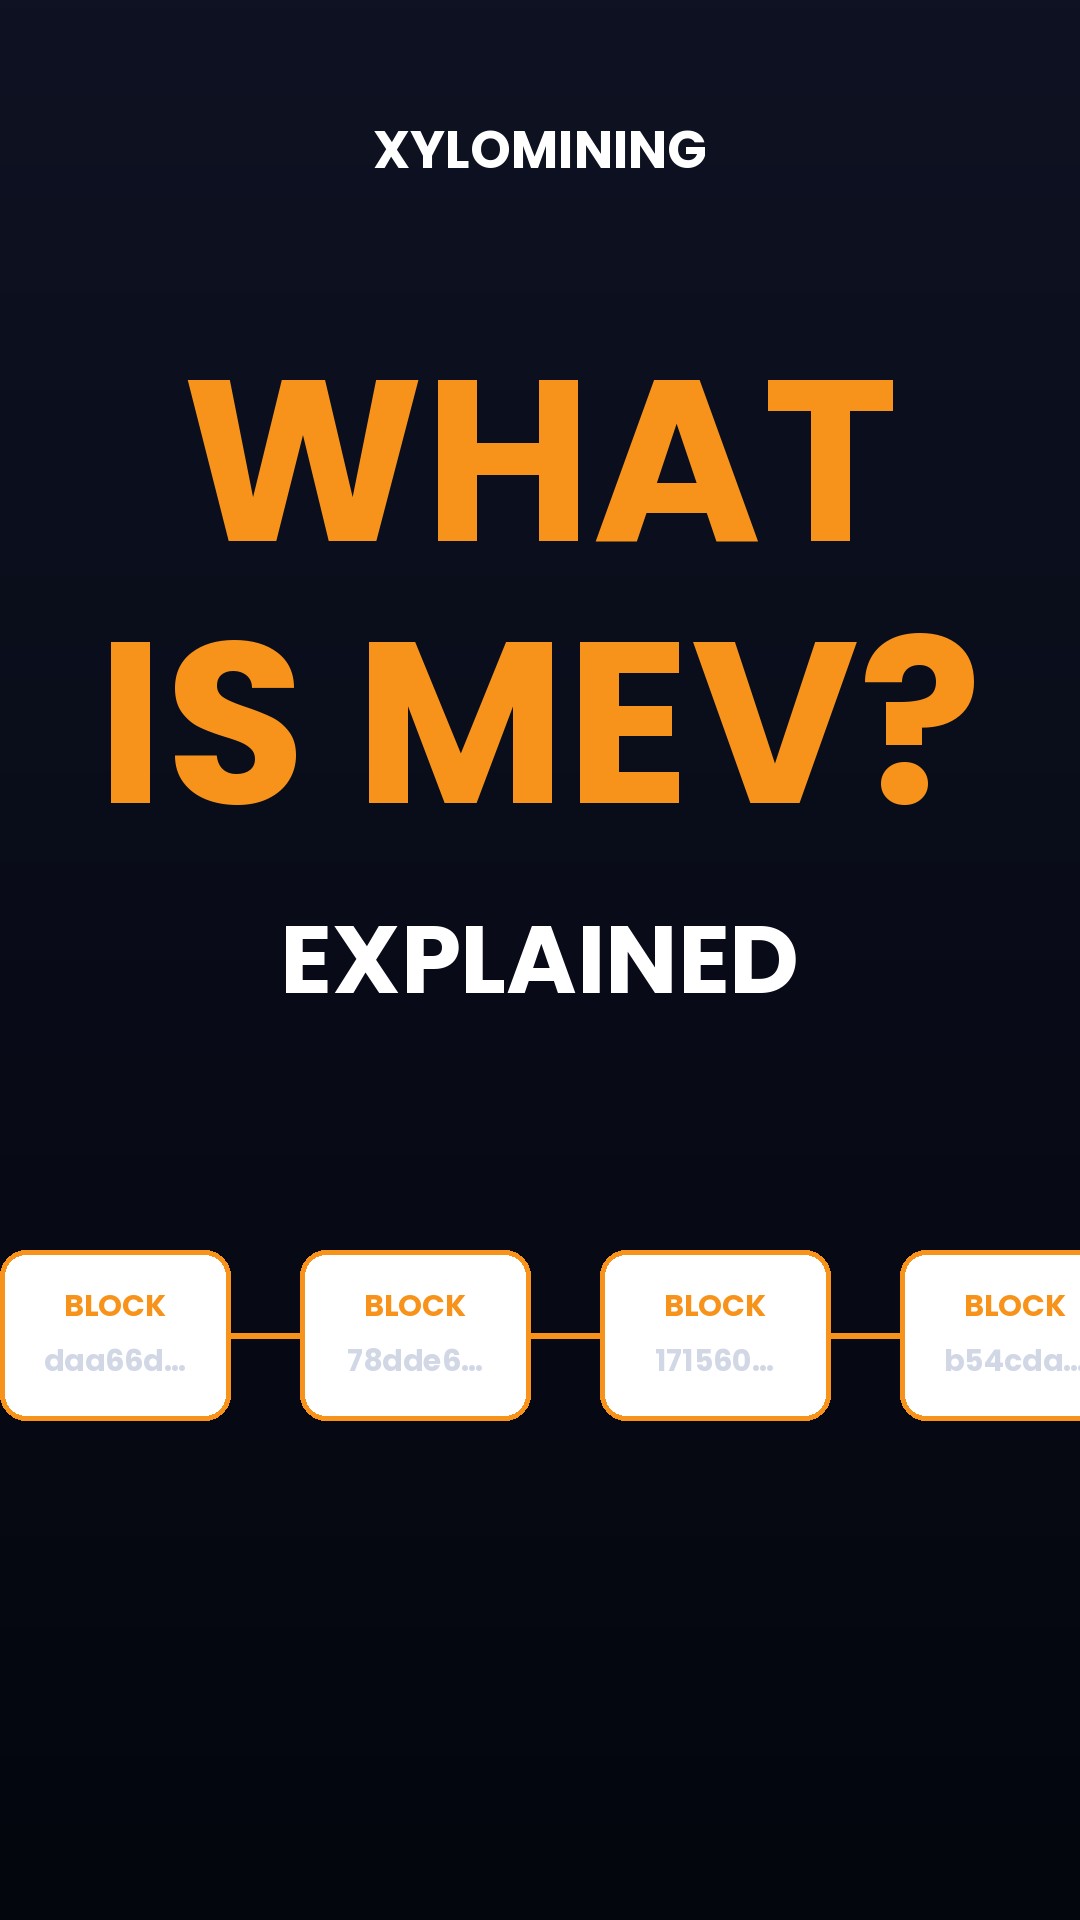 XYLOMINING
WHAT
IS MEV?
EXPLAINED
BLOCK BLOCK BLOCK BLOCK
daa66d... 78dde6... 171560... b54cda...